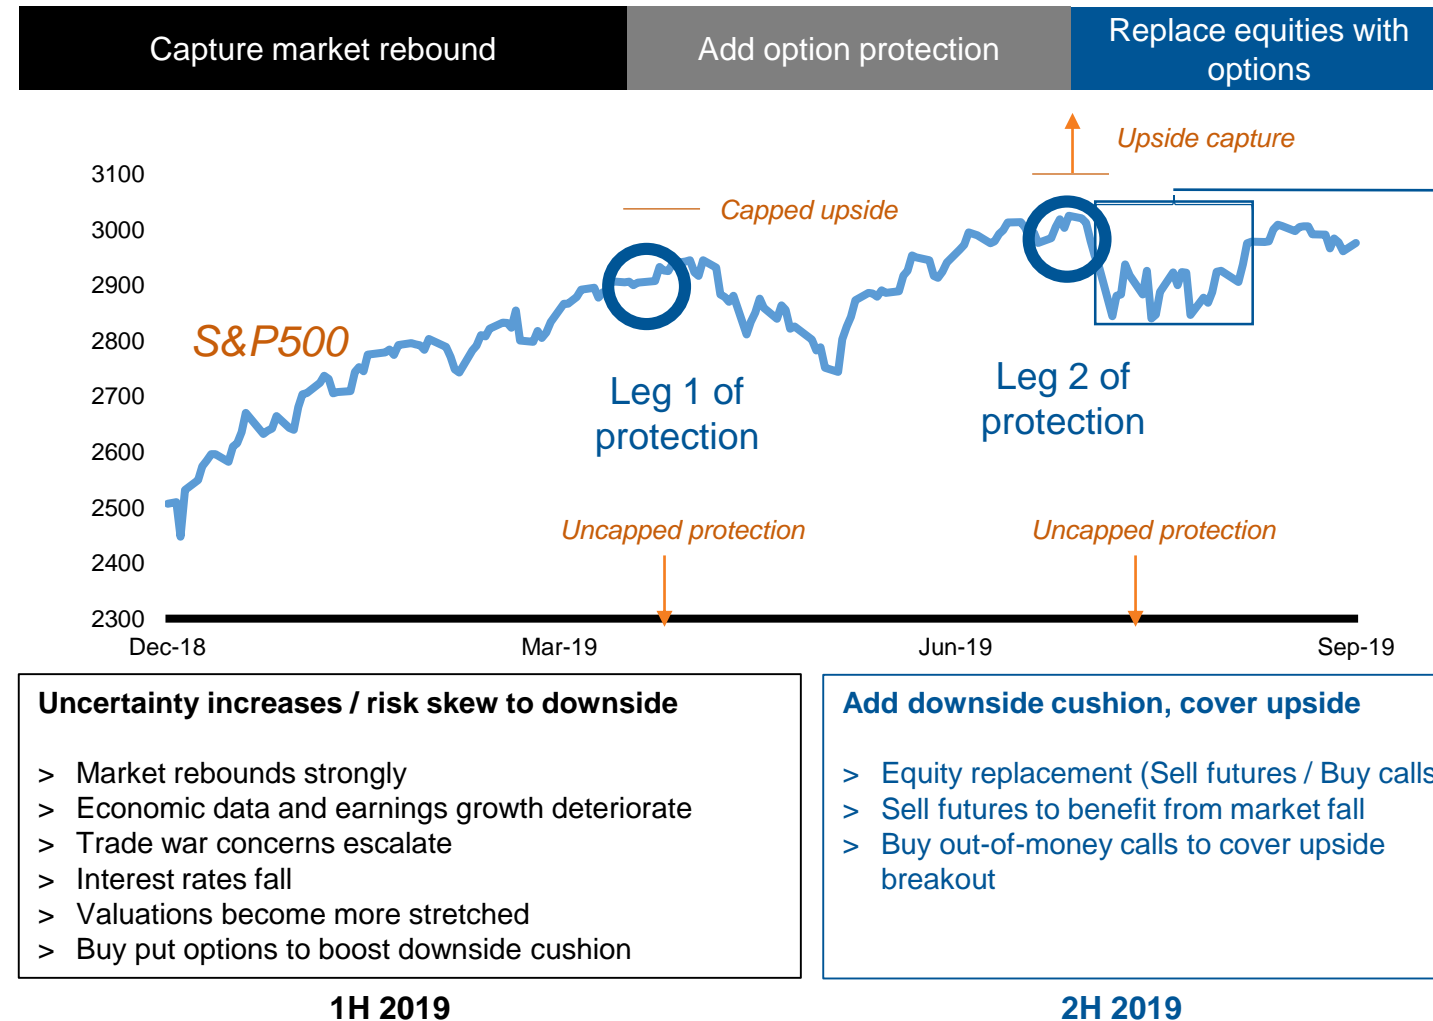 Capture market rebound
Add option protection
Replace equities with
options
Upside capture
3100
Capped upside
3000
2900
S&P500
2800
2700
Leg 1 of
protection
Leg 2 of
protection
2600
2500
Uncapped protection
Uncapped protection
2400
2300
Dec-18
Mar-19
Jun-19
Sep-19
Uncertainty increases / risk skew to downside
> Market rebounds strongly
> Economic data and earnings growth deteriorate
> Trade war concerns escalate
> Interest rates fall
> Valuations become more stretched
> Buy put options to boost downside cushion
1H 2019
Add downside cushion, cover upside
> Equity replacement (Sell futures / Buy calls
> Sell futures to benefit from market fall
> Buy out-of-money calls to cover upside
breakout
2H 2019